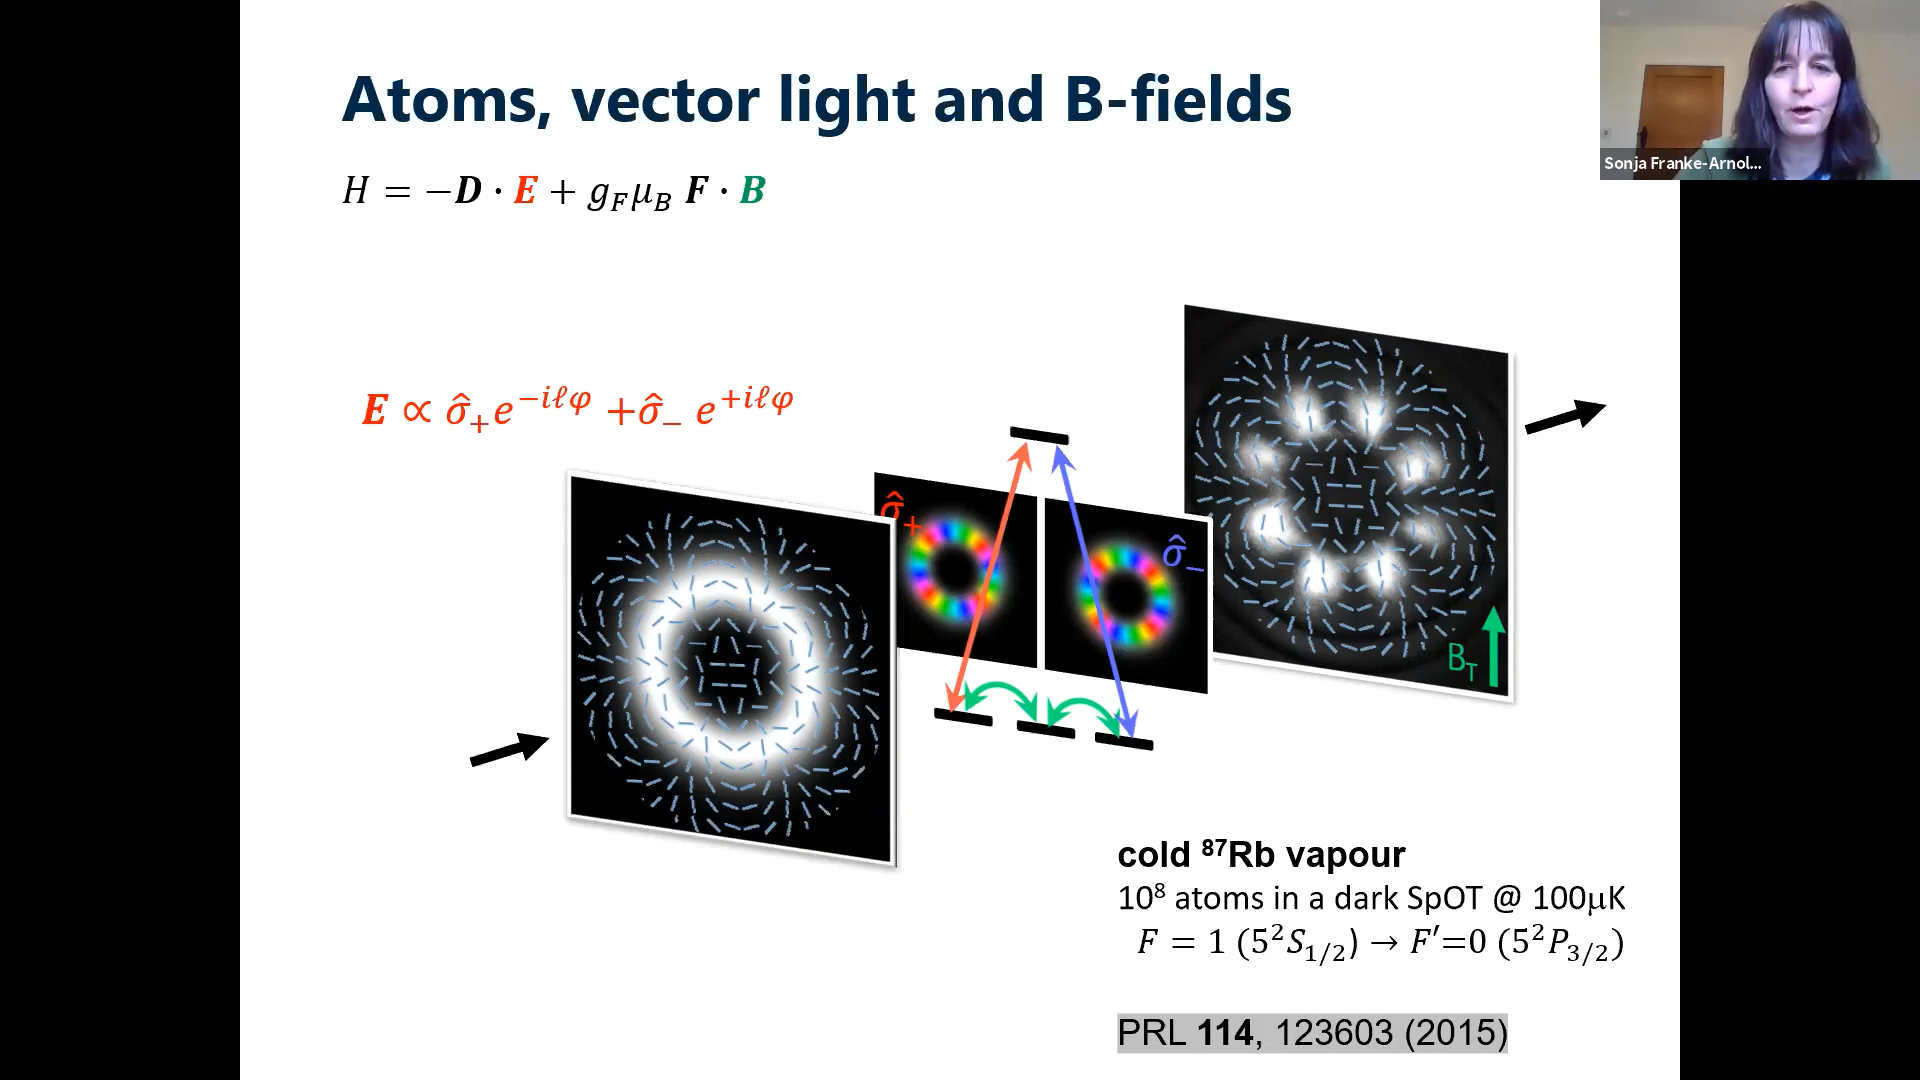 Atoms, vector light and B-fields
Sonja Franke-Arnol...
H = −D · E + g_F μ_B F · B
E ∝ σ̂₊e^{−iℓφ} + σ̂₋ e^{+iℓφ}
σ̂₊
σ̂₋
B_T
cold ⁸⁷Rb vapour
10⁸ atoms in a dark SpOT @ 100µK
F = 1 (5²S_{1/2}) → F′=0 (5²P_{3/2})
PRL 114, 123603 (2015)